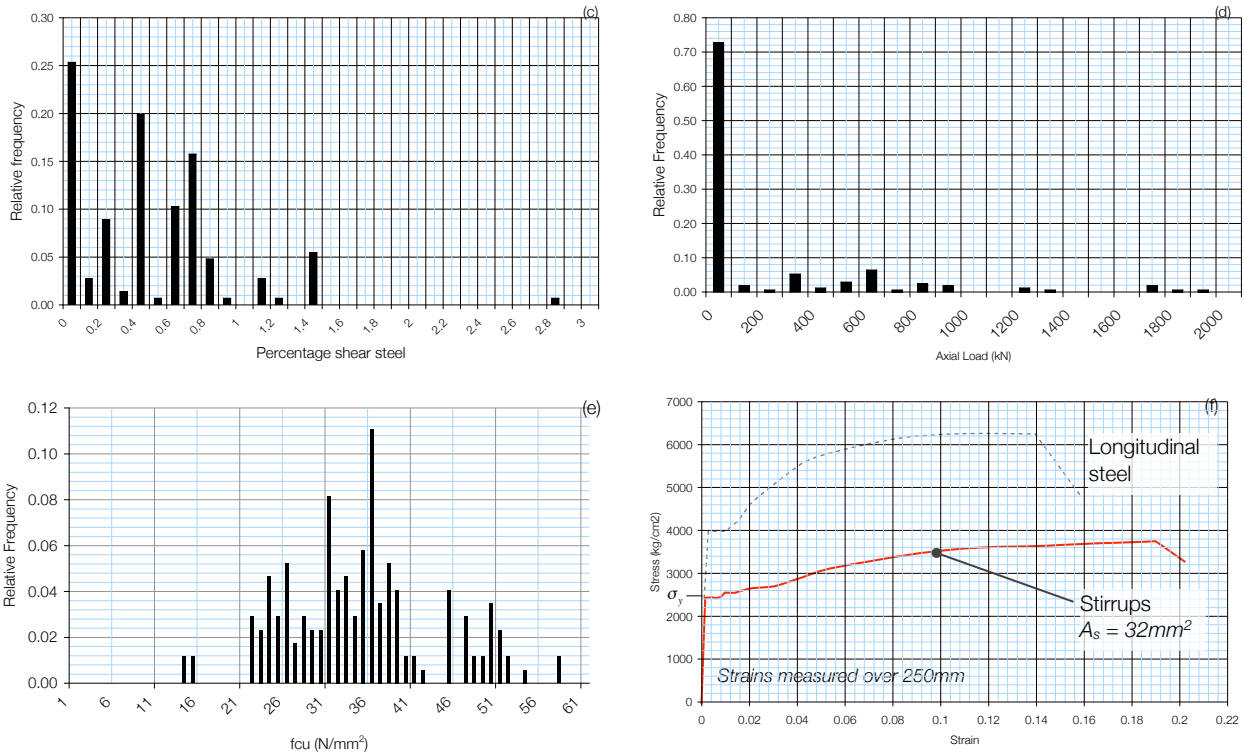 (c)
Relative frequency
0.30
0.25
0.20
0.15
0.10
0.05
0.00
0 0.2 0.4 0.6 0.8 1 1.2 1.4 1.6 1.8 2 2.2 2.4 2.6 2.8 3
Percentage shear steel
(d)
Relative Frequency
0.80
0.70
0.60
0.50
0.40
0.30
0.20
0.10
0.00
0 200 400 600 800 1000 1200 1400 1600 1800 2000
Axial Load (kN)
(e)
Relative Frequency
0.12
0.10
0.08
0.06
0.04
0.02
0.00
1 6 11 16 21 26 31 36 41 46 51 56 61
fcu (N/mm²)
(f)
Stress (kg/cm2)
7000
6000
5000
4000
3000
σy
2000
1000
0
Longitudinal
steel
Stirrups
As = 32mm²
Strains measured over 250mm
0 0.02 0.04 0.06 0.08 0.1 0.12 0.14 0.16 0.18 0.2 0.22
Strain